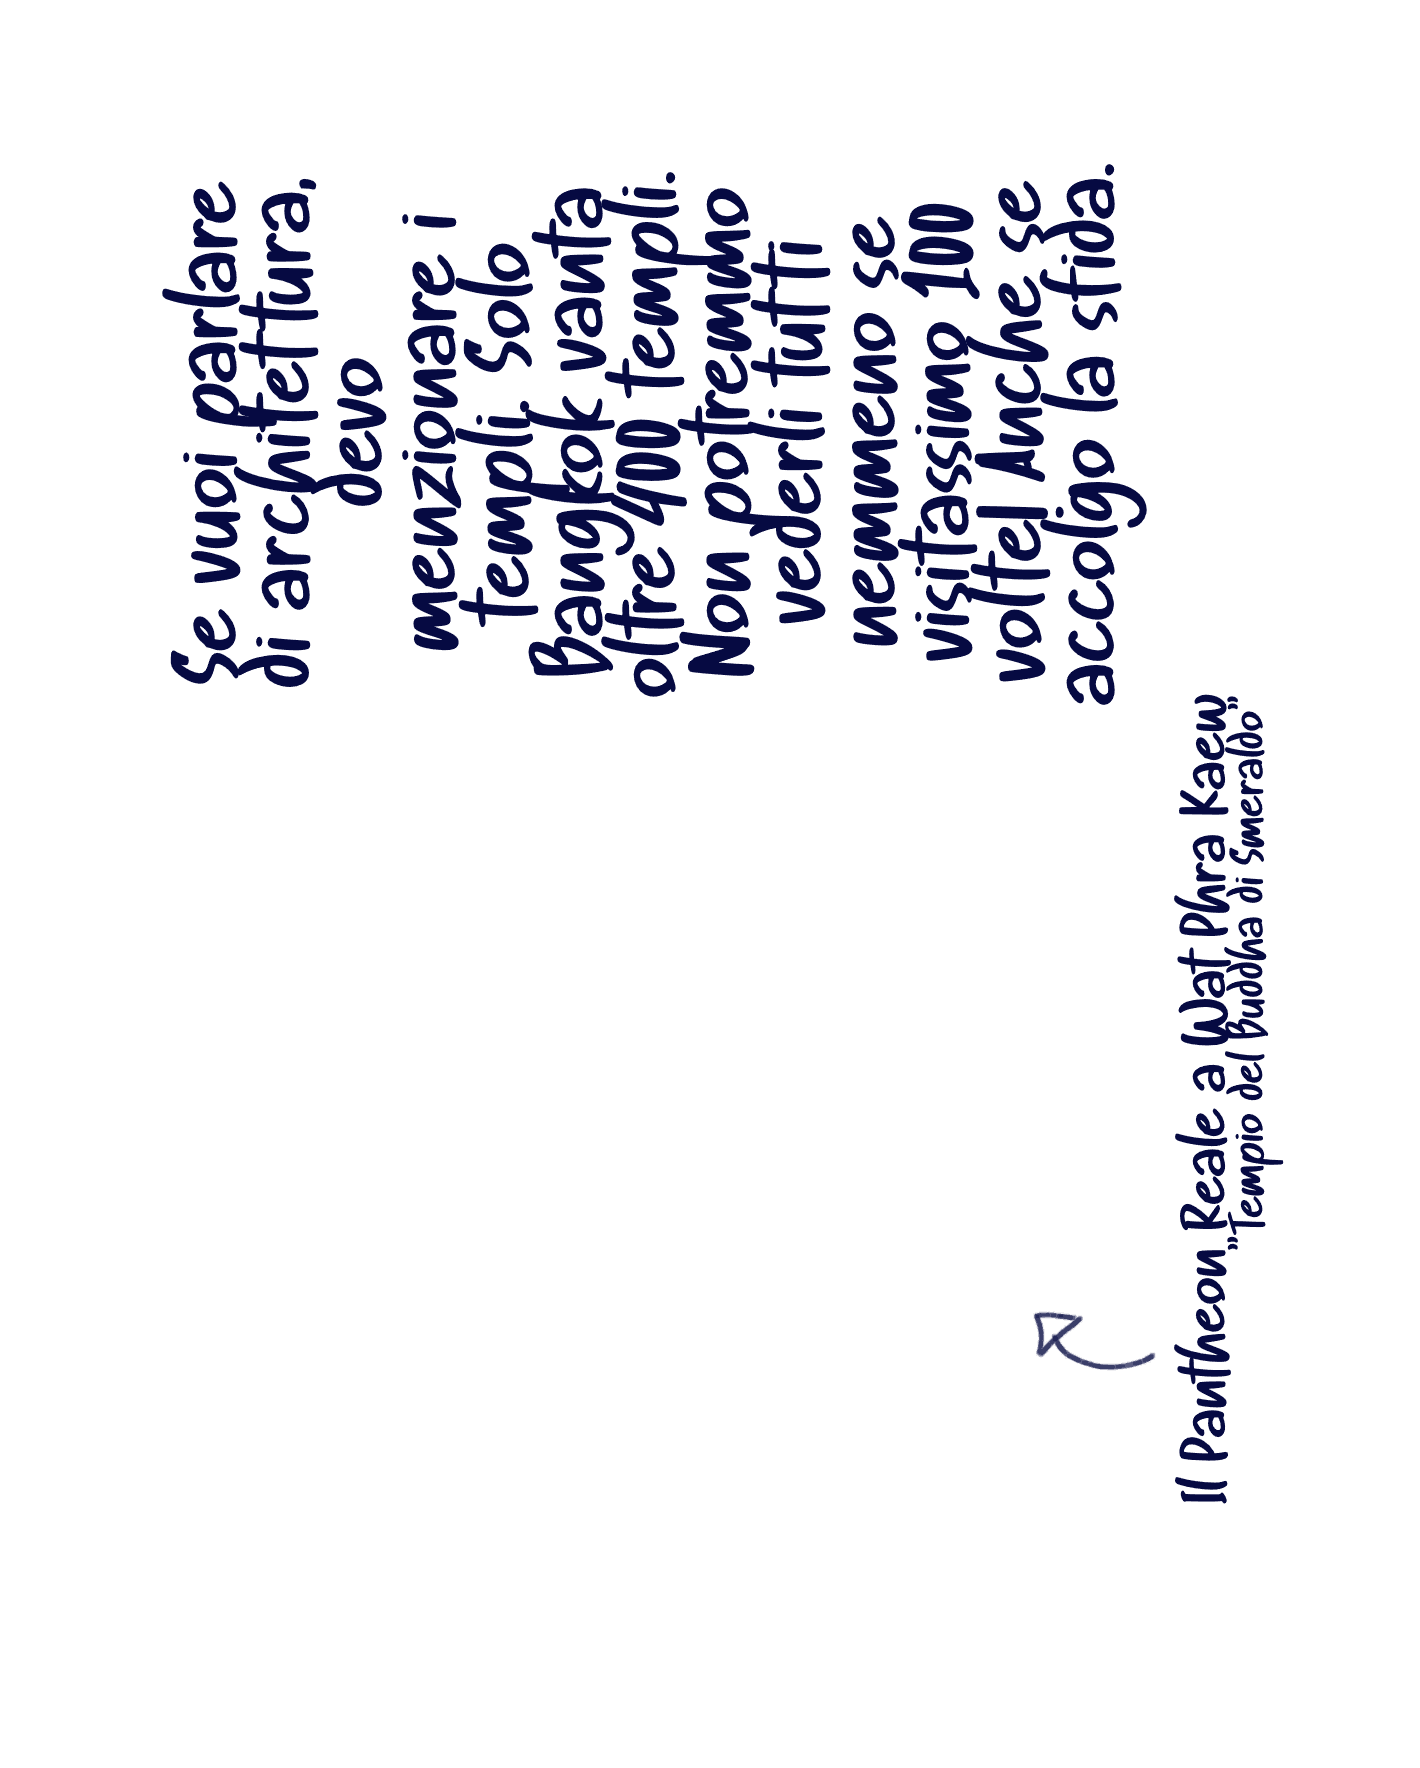 Se vuoi parlare
di architettura,
devo
menzionare i
templi. Solo
Bangkok vanta
oltre 400 templi.
Non potremmo
vederli tutti
nemmeno se
visitassimo 100
volte! Anche se
accolgo la sfida.
Il Pantheon Reale a Wat Phra Kaew
"Tempio del Buddha di Smeraldo"